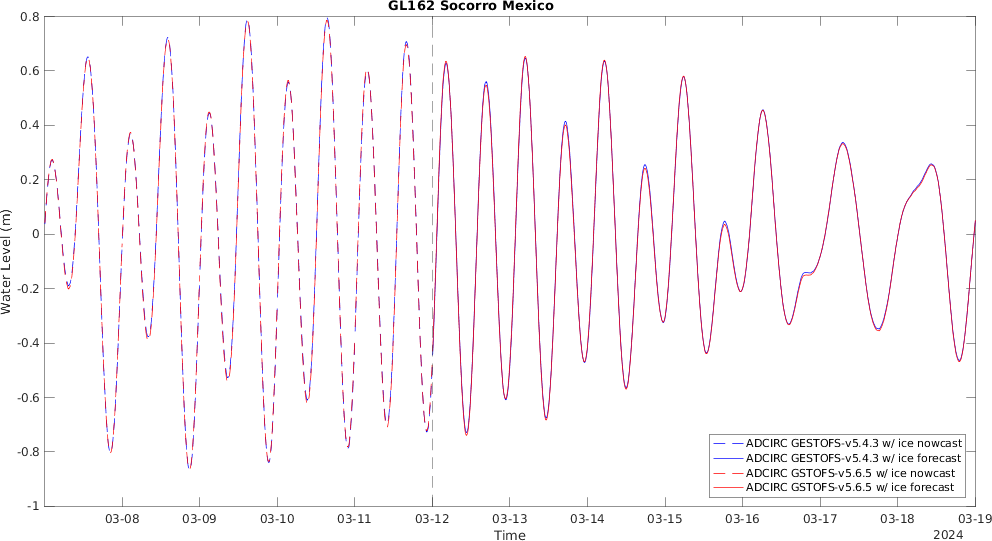 GL162 Socorro Mexico
0.8
0.6
0.4
0.2
0
-0.2
-0.4
-0.6
-0.8
-1
Water Level (m)
ADCIRC GESTOFS-v5.4.3 w/ ice nowcast
ADCIRC GESTOFS-v5.4.3 w/ ice forecast
ADCIRC GSTOFS-v5.6.5 w/ ice nowcast
ADCIRC GSTOFS-v5.6.5 w/ ice forecast
03-08 03-09 03-10 03-11 03-12 03-13 03-14 03-15 03-16 03-17 03-18 03-19
Time
2024